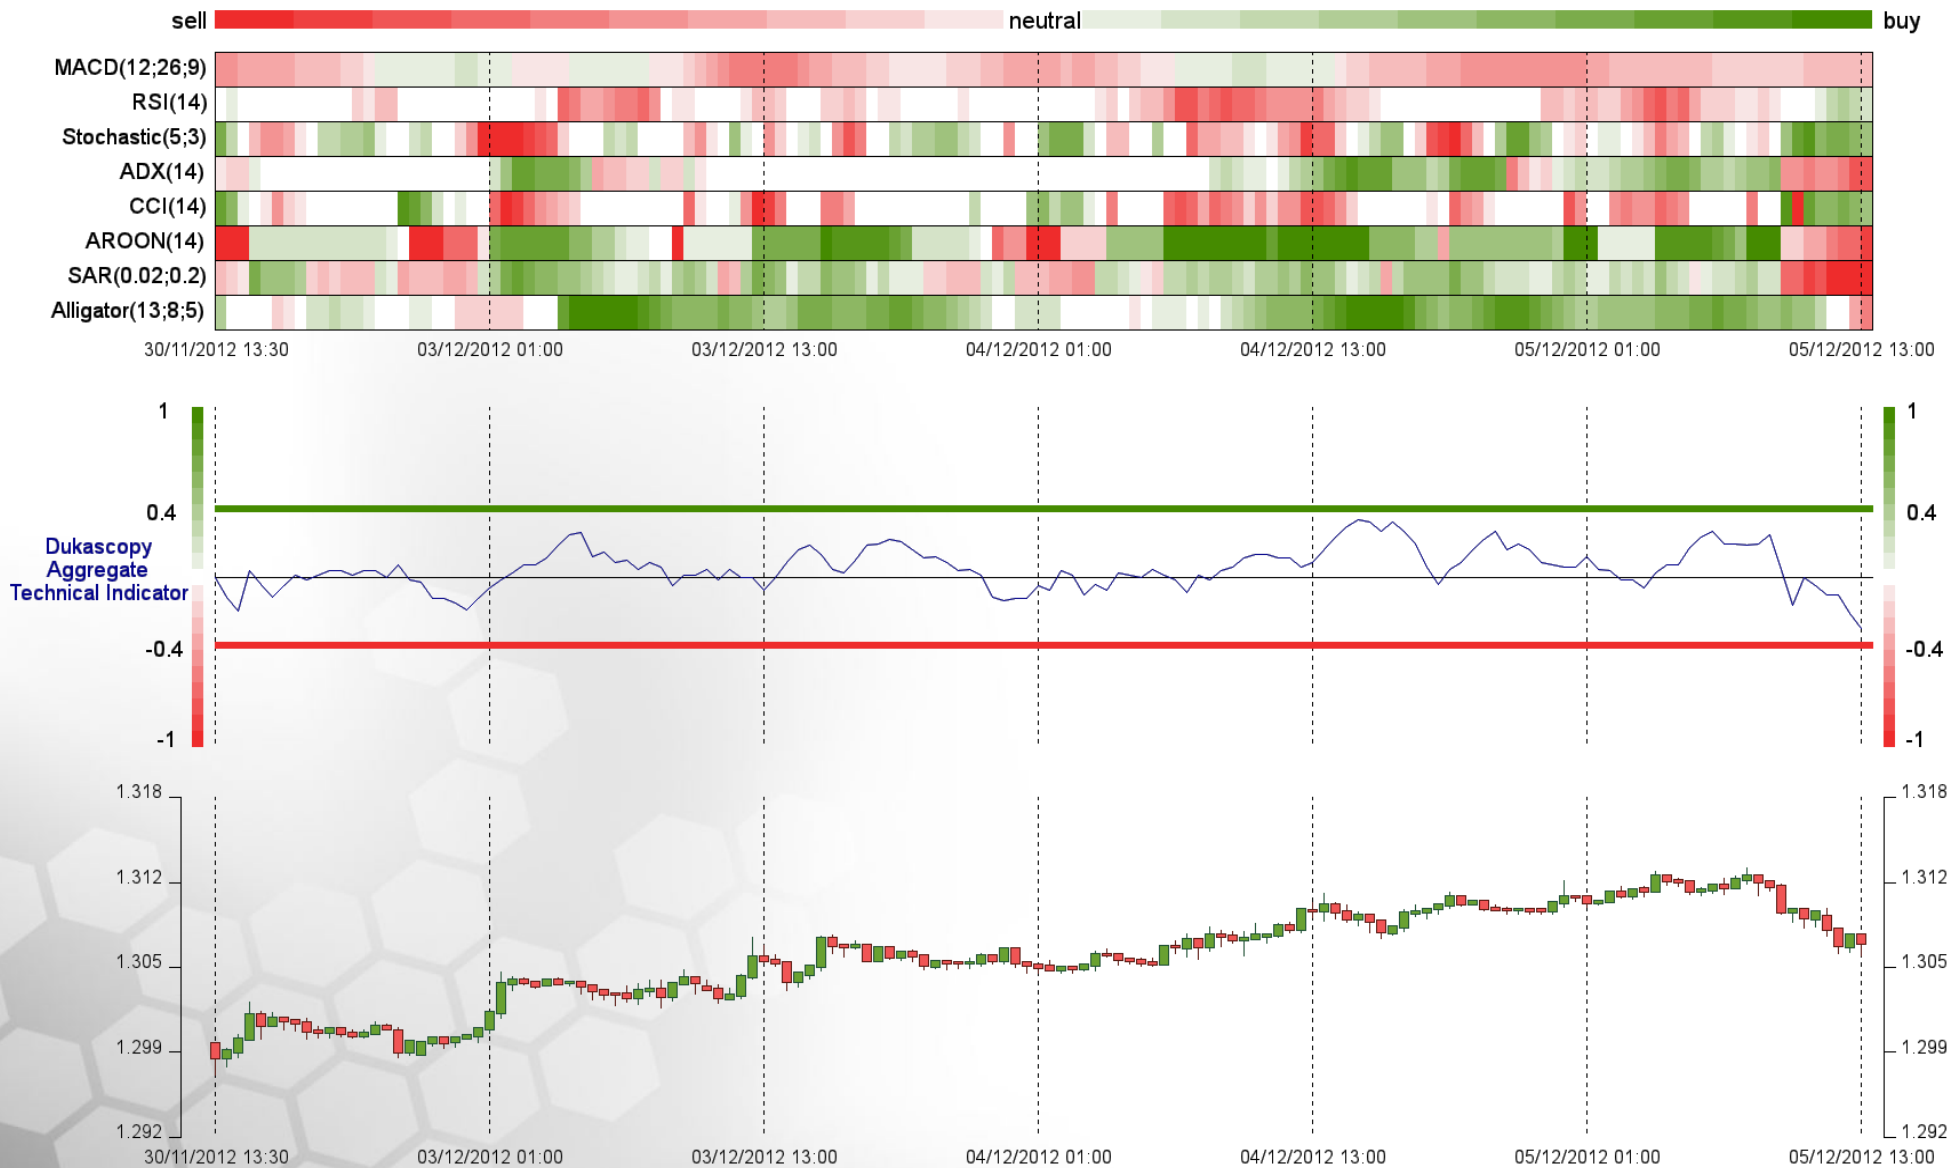 sell neutral buy
MACD(12;26;9)
RSI(14)
Stochastic(5;3)
ADX(14)
CCI(14)
AROON(14)
SAR(0.02;0.2)
Alligator(13;8;5)
30/11/2012 13:30 03/12/2012 01:00 03/12/2012 13:00 04/12/2012 01:00 04/12/2012 13:00 05/12/2012 01:00 05/12/2012 13:00
1 1
0.4 0.4
Dukascopy
Aggregate
Technical Indicator
-0.4 -0.4
-1 -1
1.318 1.318
1.312 1.312
1.305 1.305
1.299 1.299
1.292 1.292
30/11/2012 13:30 03/12/2012 01:00 03/12/2012 13:00 04/12/2012 01:00 04/12/2012 13:00 05/12/2012 01:00 05/12/2012 13:00